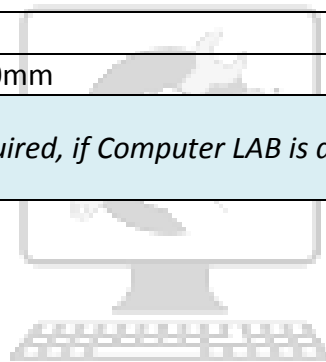 0mm
uired, if Computer LAB is